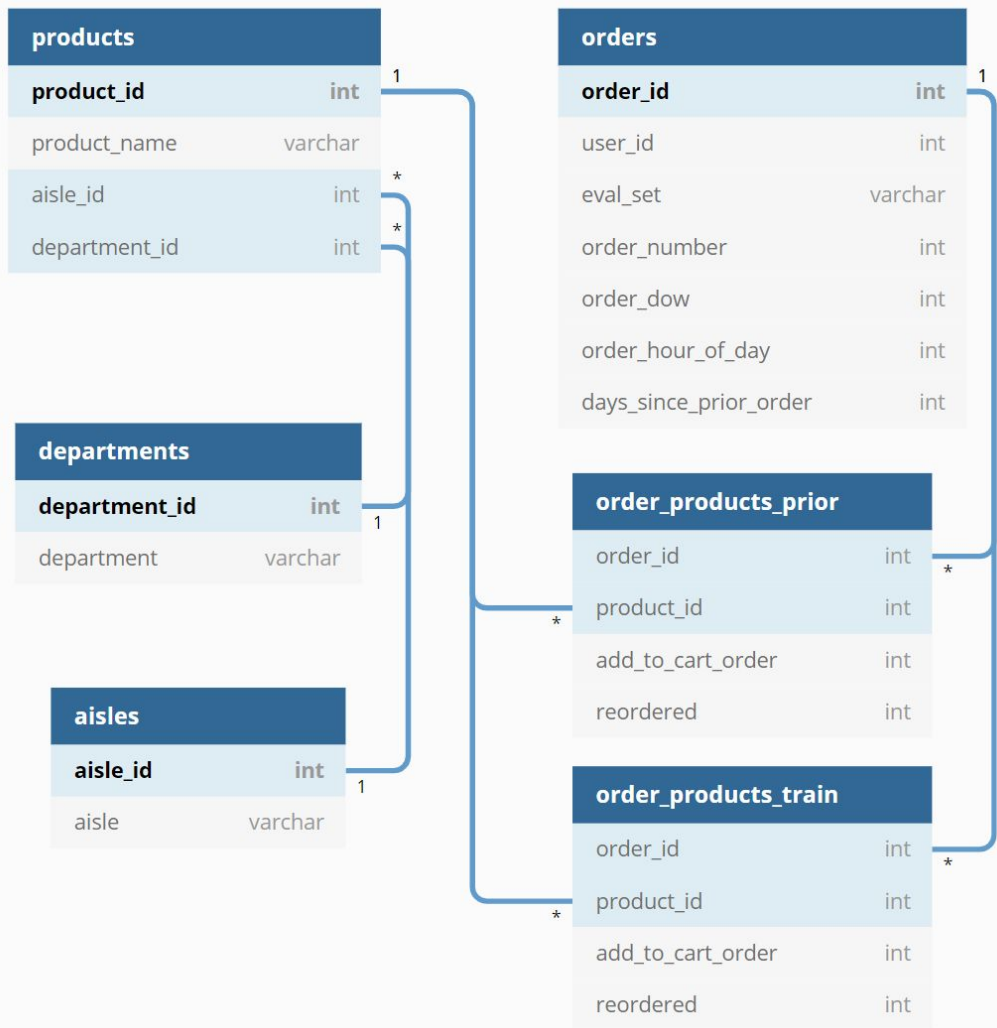 products
product_id int
product_name varchar
aisle_id int
department_id int
1
*
*
departments
department_id int
department varchar
1
aisles
aisle_id int
aisle varchar
1
orders
order_id int
user_id int
eval_set varchar
order_number int
order_dow int
order_hour_of_day int
days_since_prior_order int
1
order_products_prior
order_id int
product_id int
add_to_cart_order int
reordered int
*
*
order_products_train
order_id int
product_id int
add_to_cart_order int
reordered int
*
*